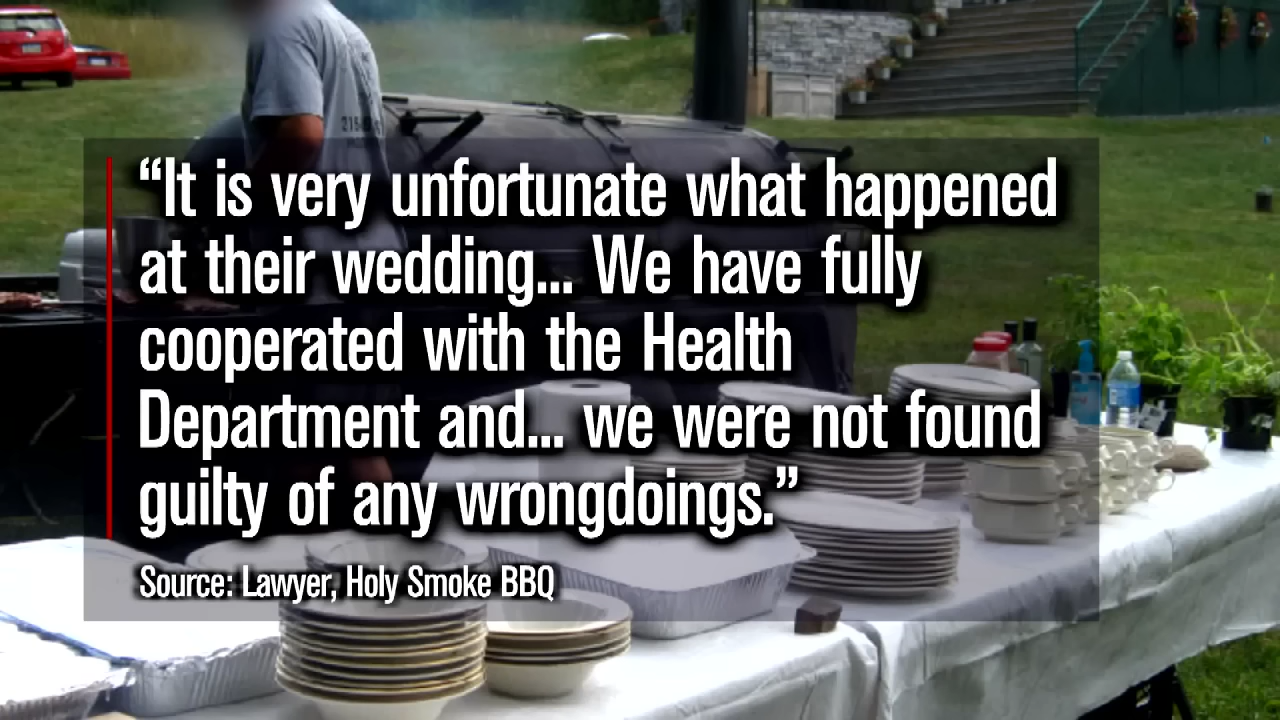 “It is very unfortunate what happened
at their wedding... We have fully
cooperated with the Health
Department and... we were not found
guilty of any wrongdoings.”
Source: Lawyer, Holy Smoke BBQ